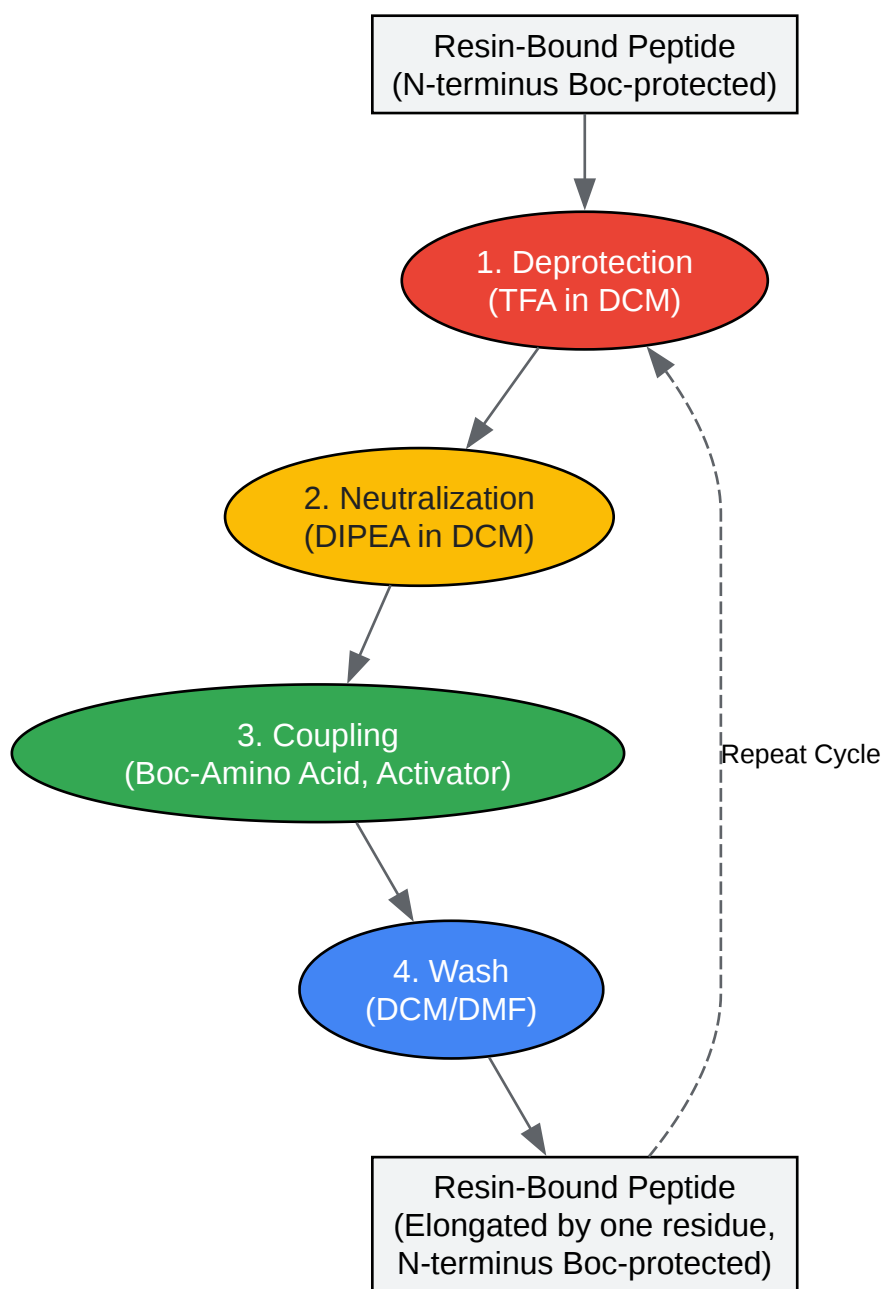 Resin-Bound Peptide
(N-terminus Boc-protected)
1. Deprotection
(TFA in DCM)
2. Neutralization
(DIPEA in DCM)
3. Coupling
(Boc-Amino Acid, Activator)
Repeat Cycle
4. Wash
(DCM/DMF)
Resin-Bound Peptide
(Elongated by one residue,
N-terminus Boc-protected)